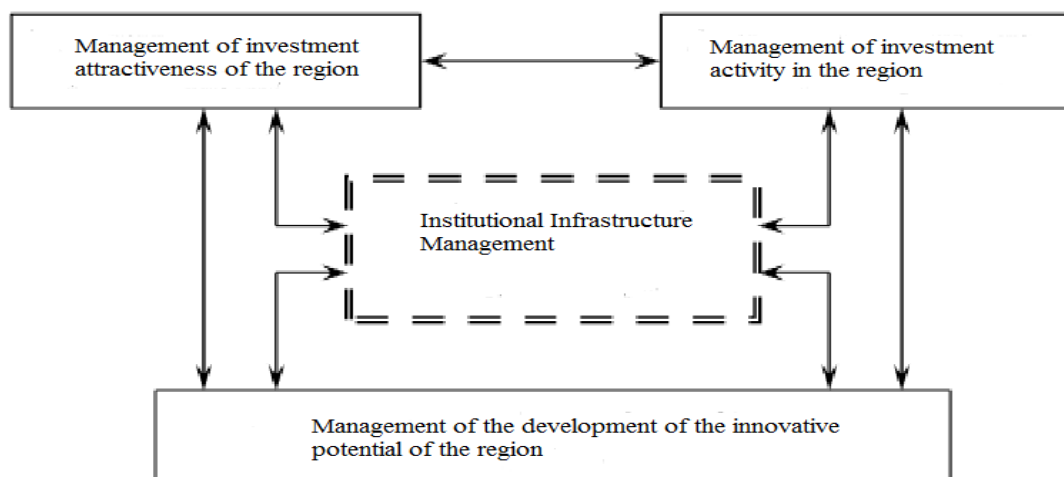 Management of investment
attractiveness of the region
Management of investment
activity in the region
Institutional Infrastructure
Management
Management of the development of the innovative
potential of the region